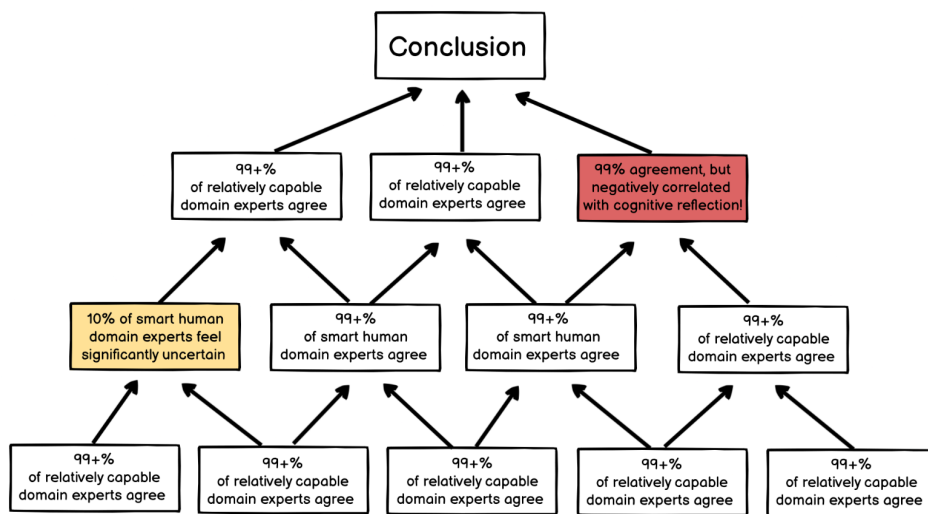 Conclusion
99+%
of relatively capable
domain experts agree
99+%
of relatively capable
domain experts agree
99% agreement, but
negatively correlated
with cognitive reflection!
10% of smart human
domain experts feel
significantly uncertain
99+%
of smart human
domain experts agree
99+%
of smart human
domain experts agree
99+%
of relatively capable
domain experts agree
99+%
of relatively capable
domain experts agree
99+%
of relatively capable
domain experts agree
99+%
of relatively capable
domain experts agree
99+%
of relatively capable
domain experts agree
99+%
of relatively capable
domain experts agree